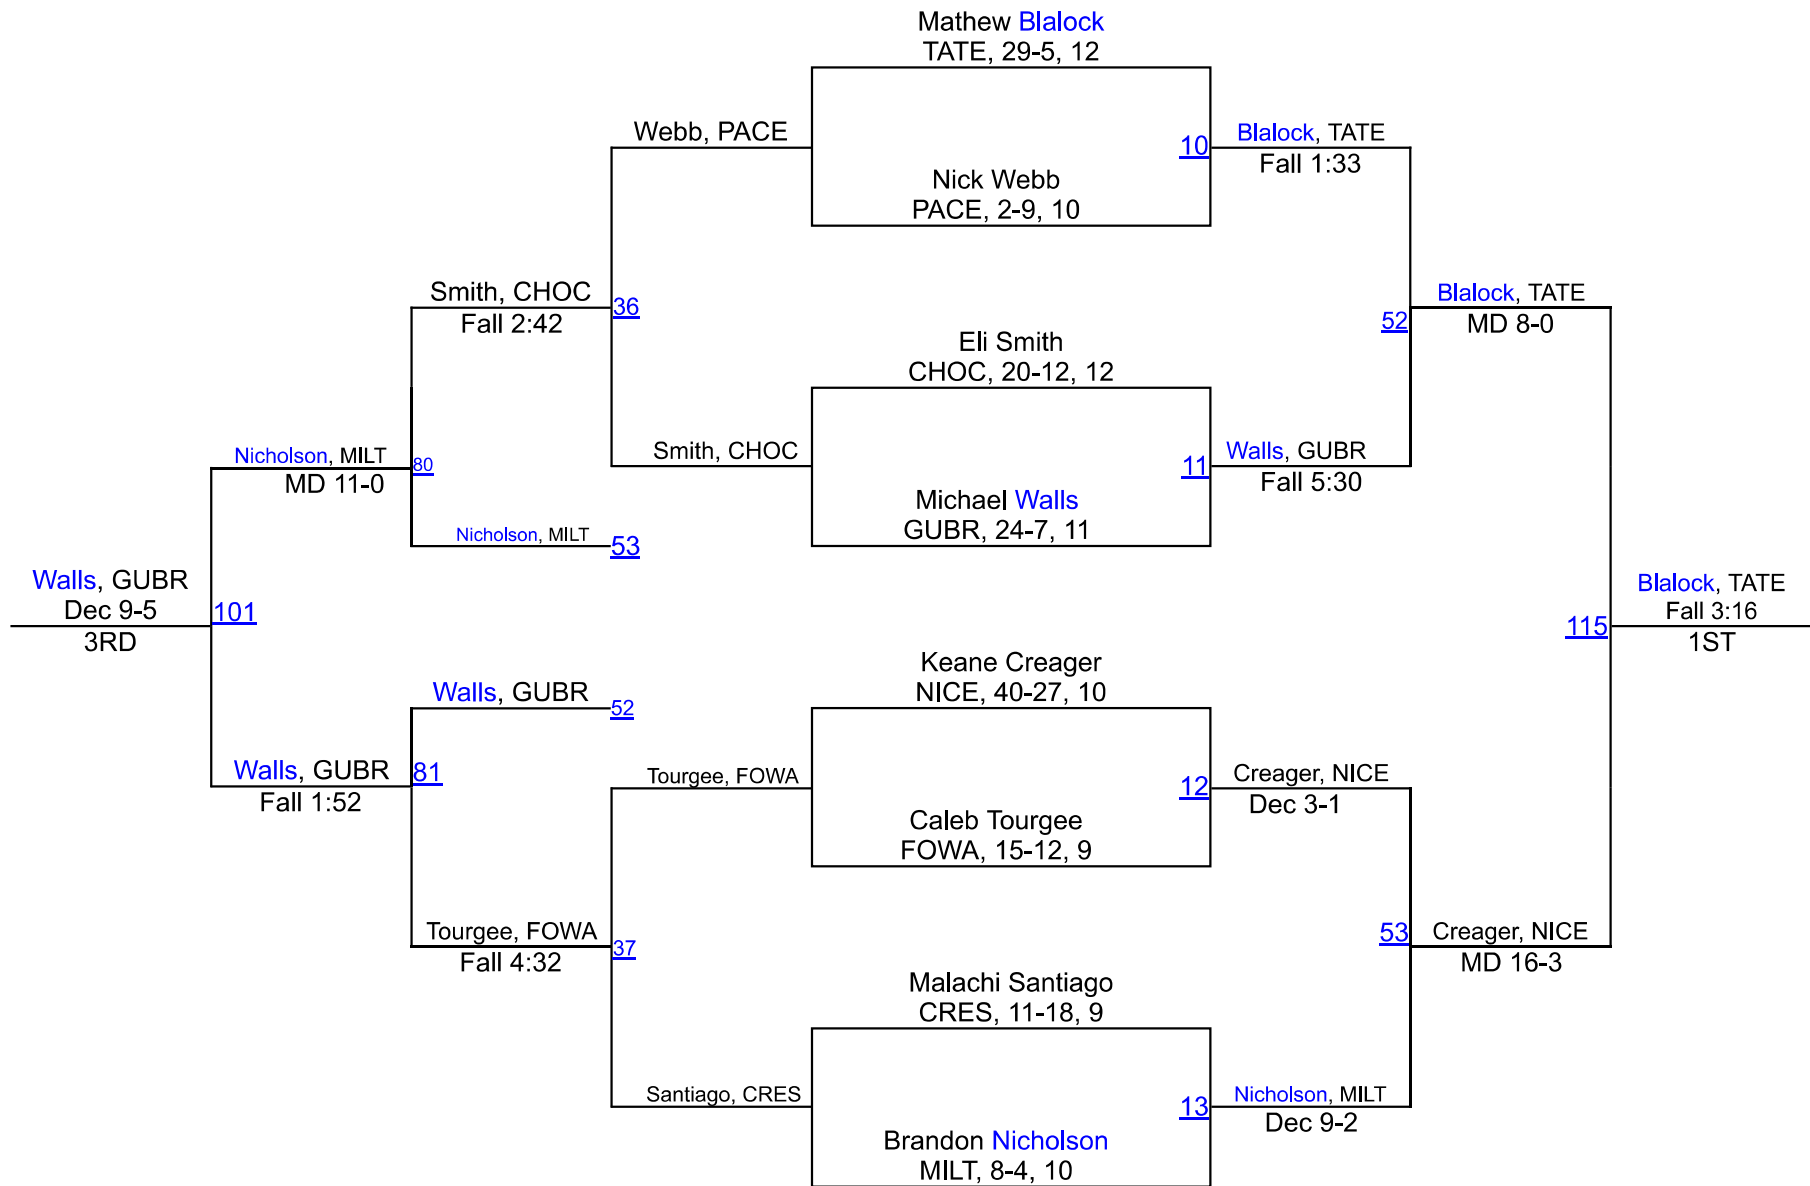 Mathew Blalock
TATE, 29-5, 12
Webb, PACE
10
Blalock, TATE
Fall 1:33
Nick Webb
PACE, 2-9, 10
Smith, CHOC
Fall 2:42
36
52
Blalock, TATE
MD 8-0
Eli Smith
CHOC, 20-12, 12
Smith, CHOC
11
Walls, GUBR
Fall 5:30
Nicholson, MILT
MD 11-0
80
Michael Walls
GUBR, 24-7, 11
Nicholson, MILT
53
Walls, GUBR
Dec 9-5
3RD
101
115
Blalock, TATE
Fall 3:16
1ST
Keane Creager
NICE, 40-27, 10
Walls, GUBR
52
Walls, GUBR
Fall 1:52
81
Tourgee, FOWA
12
Creager, NICE
Dec 3-1
Caleb Tourgee
FOWA, 15-12, 9
Tourgee, FOWA
Fall 4:32
37
53
Creager, NICE
MD 16-3
Malachi Santiago
CRES, 11-18, 9
Santiago, CRES
13
Nicholson, MILT
Dec 9-2
Brandon Nicholson
MILT, 8-4, 10